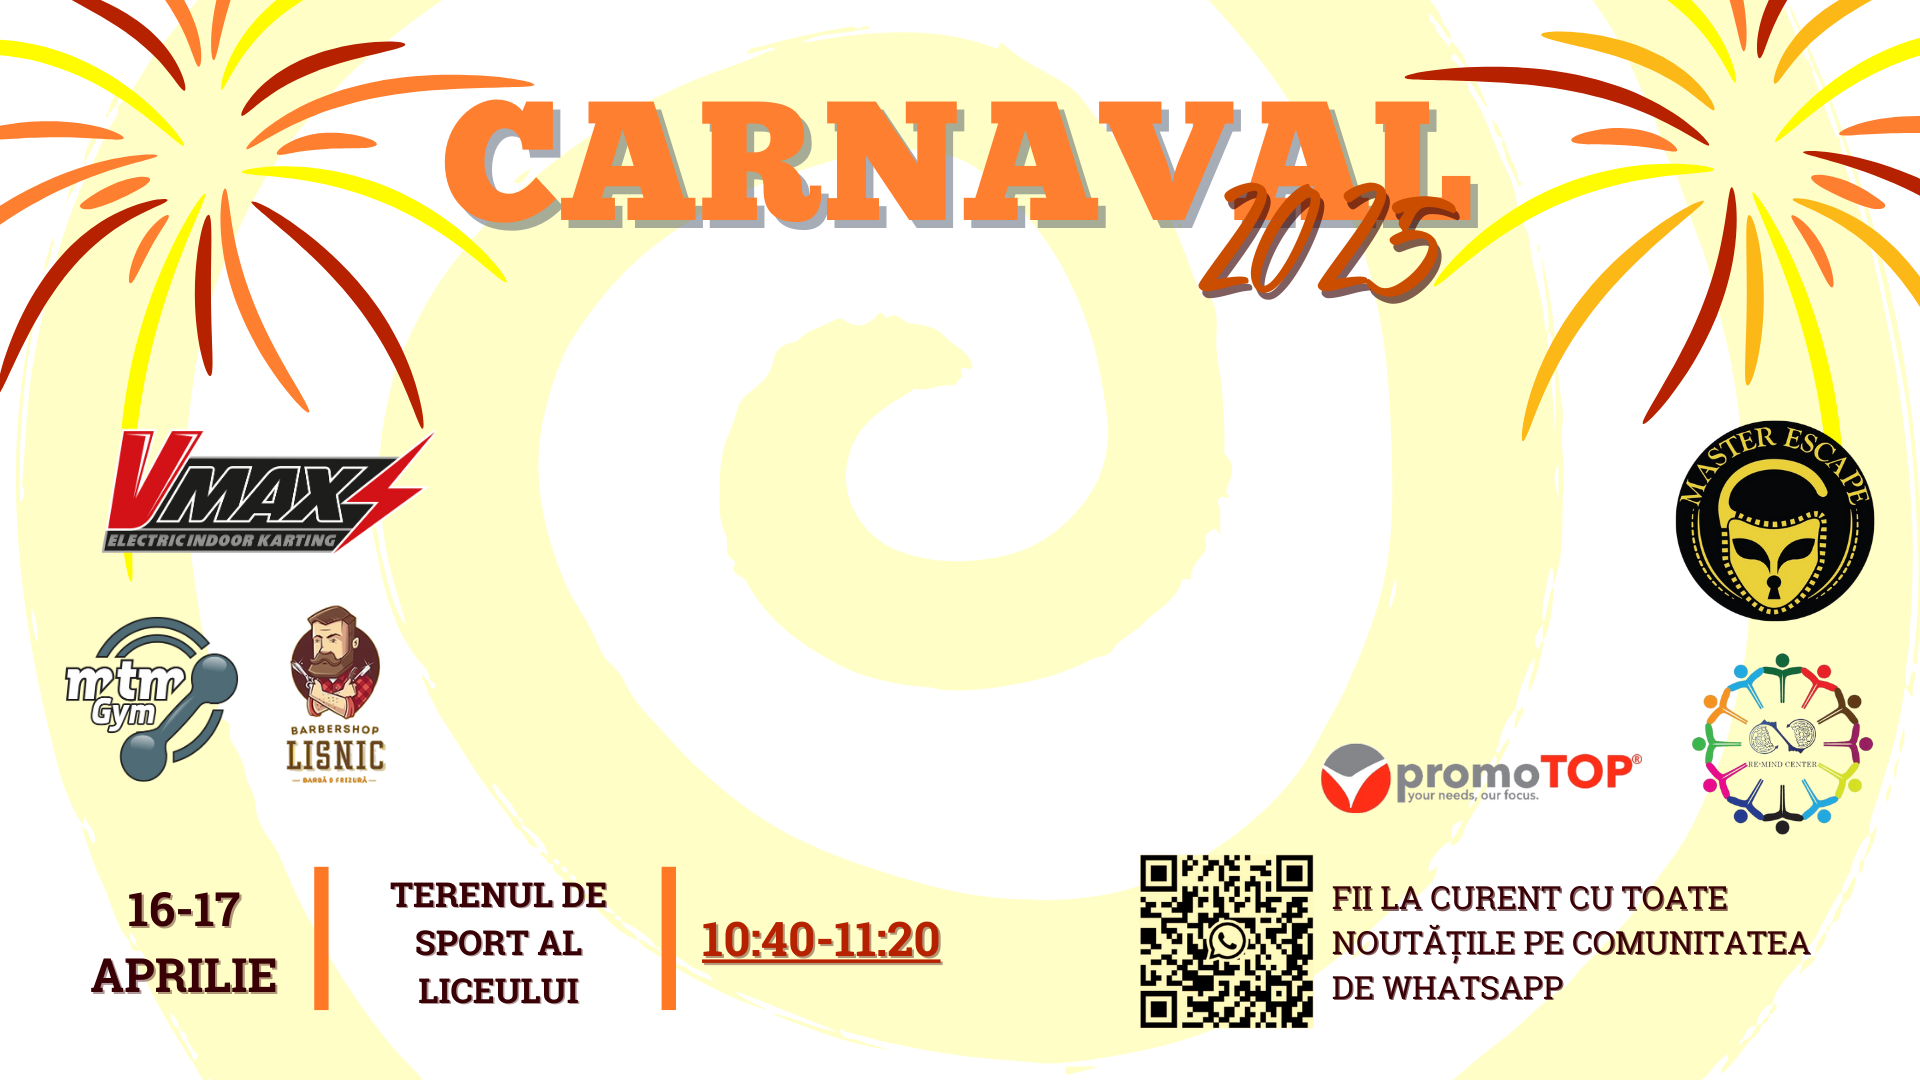 CARNAVAL
2025
VMAX
ELECTRIC INDOOR KARTING
MASTER ESCAPE
mtm
Gym
BARBERSHOP
LISNIC
BARBĂ & FRIZURĂ
promoTOP®
your needs, our focus.
RE-MIND CENTER
16-17
APRILIE
TERENUL DE
SPORT AL
LICEULUI
10:40-11:20
FII LA CURENT CU TOATE
NOUTĂȚILE PE COMUNITATEA
DE WHATSAPP